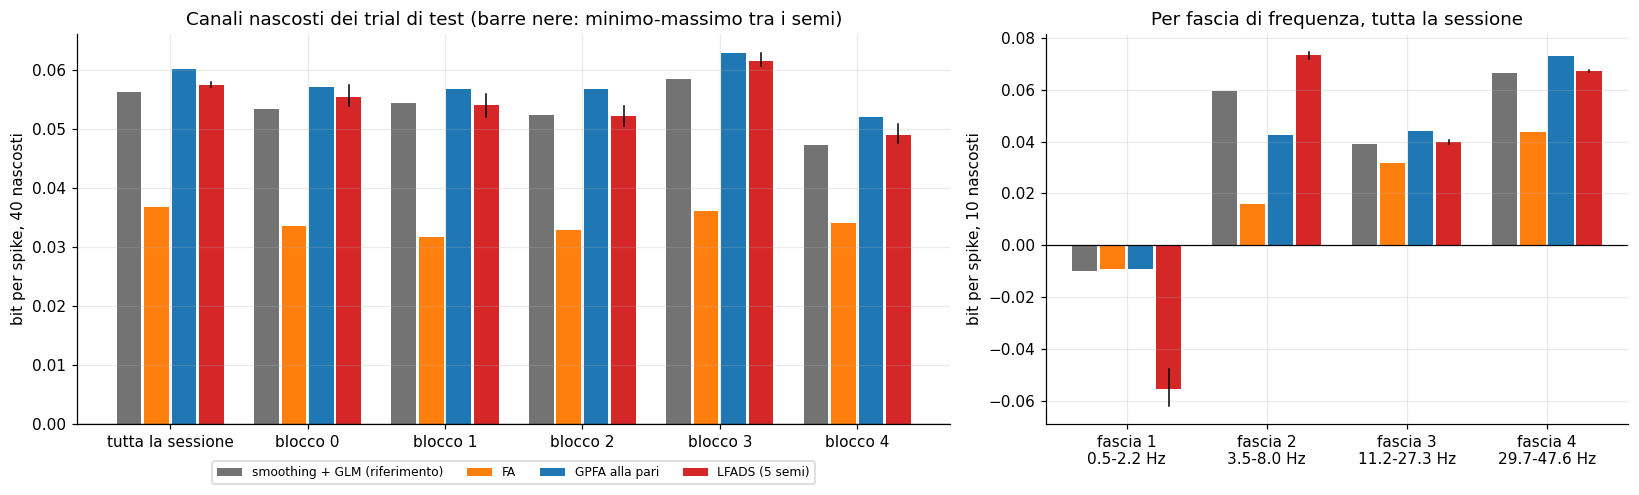 Canali nascosti dei trial di test (barre nere: minimo-massimo tra i semi)
bit per spike, 40 nascosti
0.06
0.05
0.04
0.03
0.02
0.01
0.00
tutta la sessione
blocco 0
blocco 1
blocco 2
blocco 3
blocco 4
smoothing + GLM (riferimento)
FA
GPFA alla pari
LFADS (5 semi)
Per fascia di frequenza, tutta la sessione
bit per spike, 10 nascosti
0.08
0.06
0.04
0.02
0.00
−0.02
−0.04
−0.06
fascia 1
0.5-2.2 Hz
fascia 2
3.5-8.0 Hz
fascia 3
11.2-27.3 Hz
fascia 4
29.7-47.6 Hz